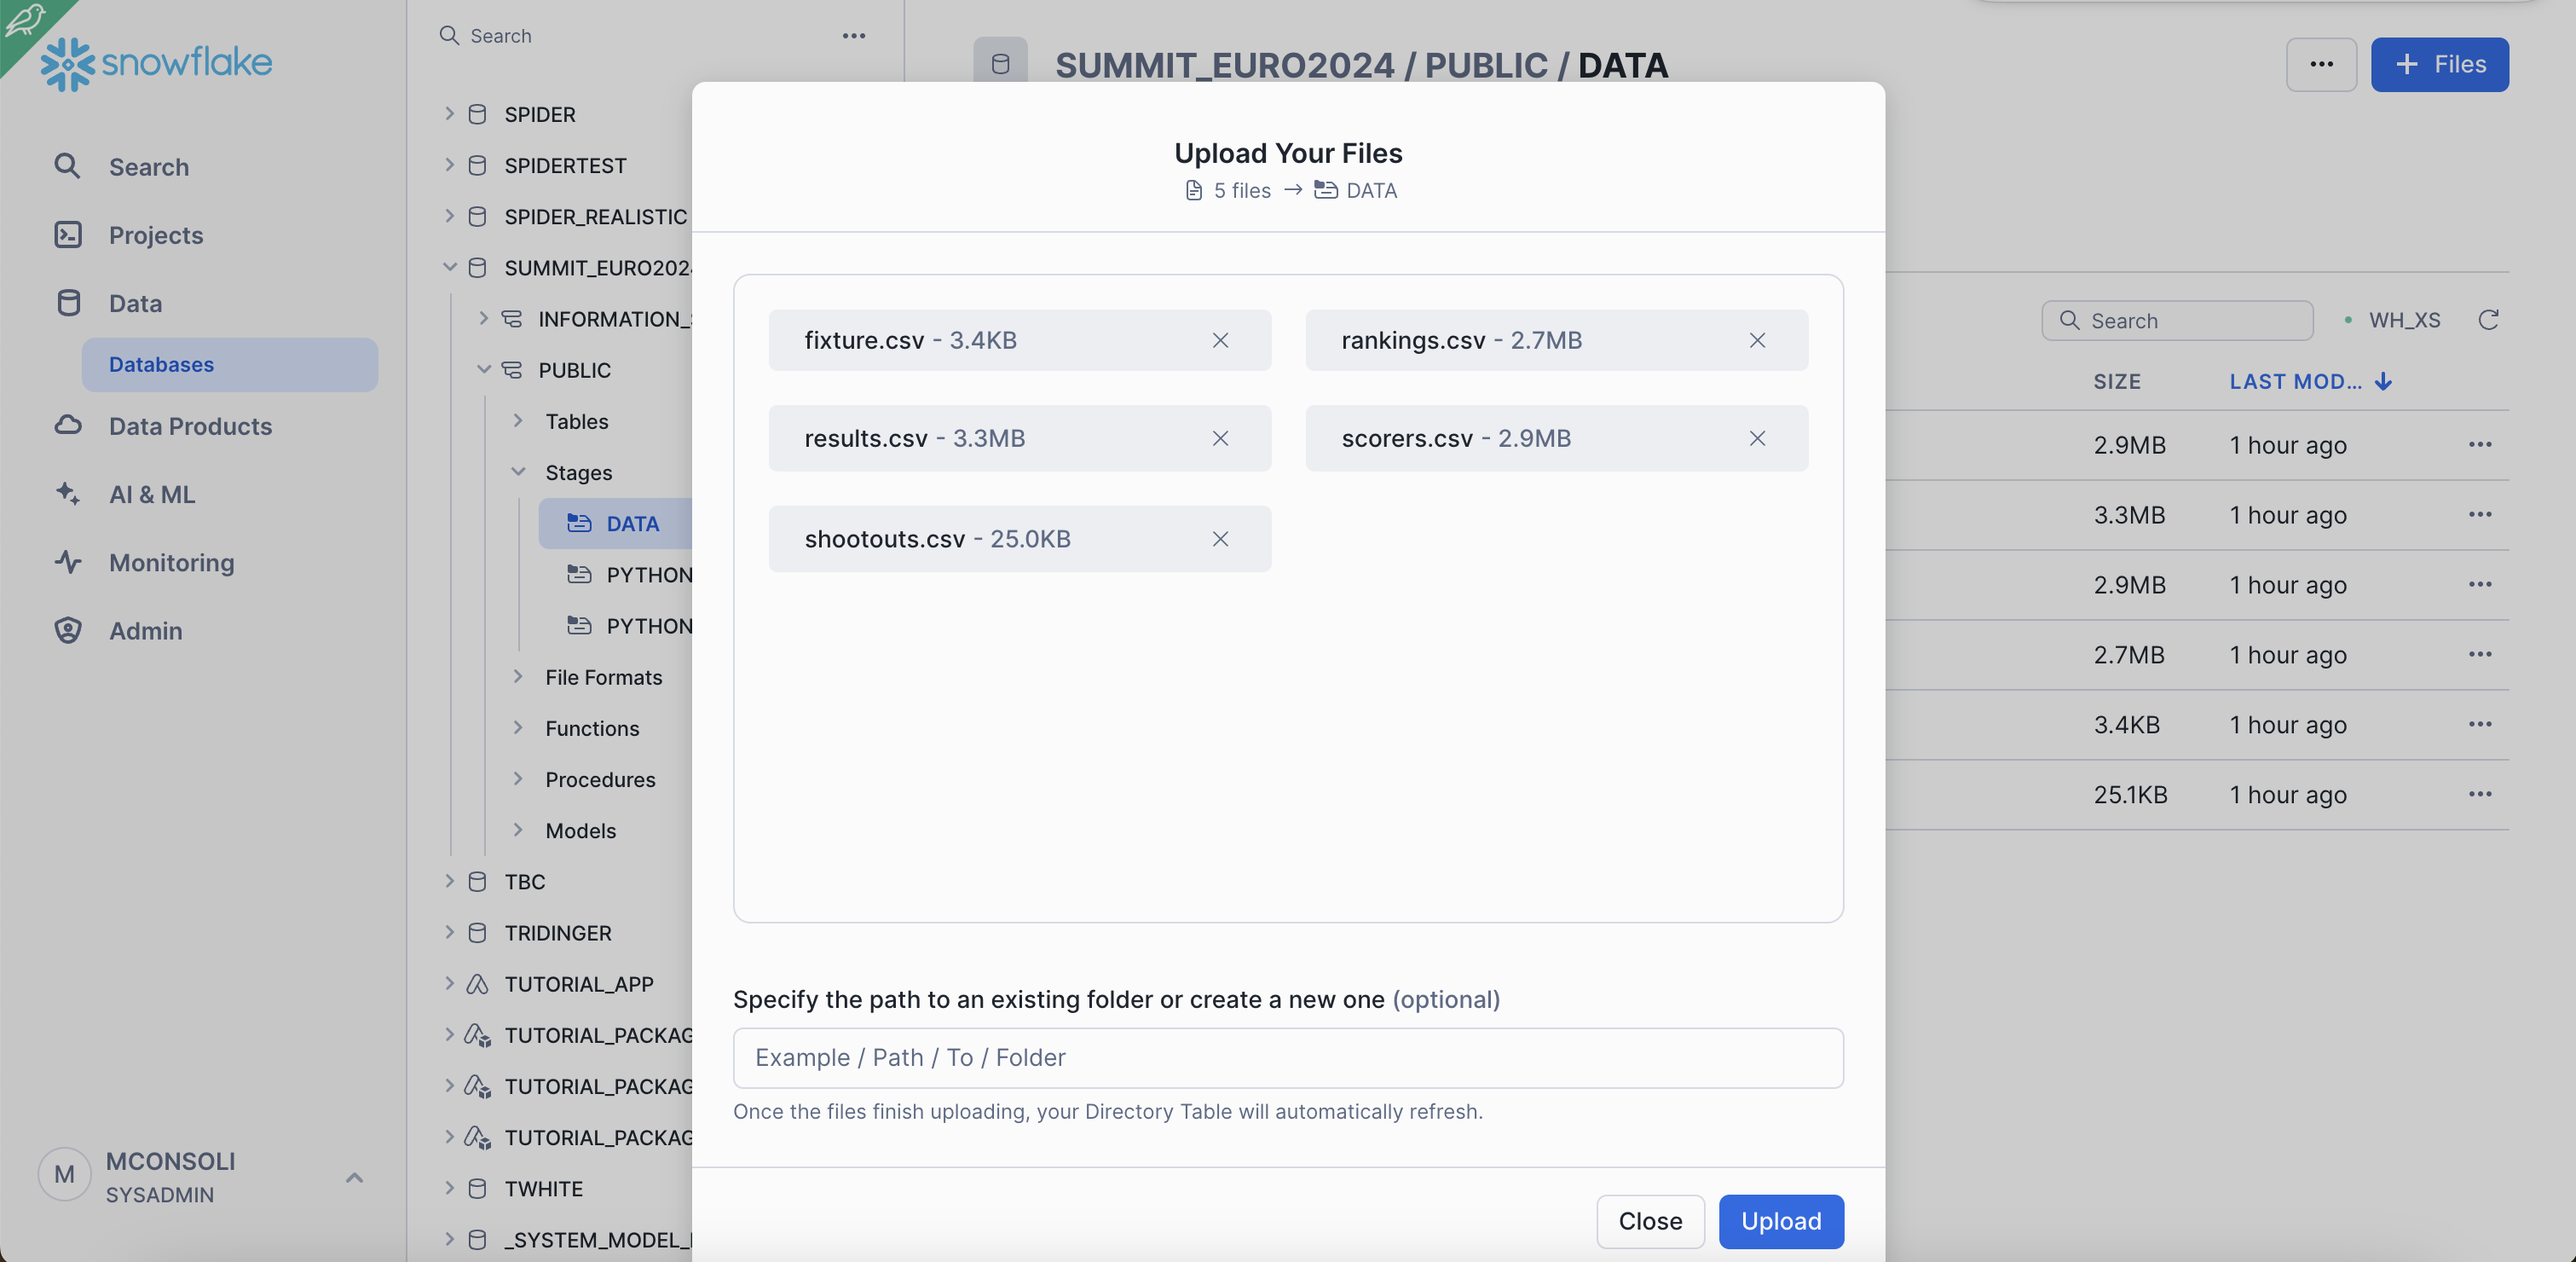 snowflake
Search
Projects
Data
Databases
Data Products
AI & ML
Monitoring
Admin
M
MCONSOLI
SYSADMIN
Search
SPIDER
SPIDERTEST
SPIDER_REALISTIC
SUMMIT_EURO202
INFORMATION_
PUBLIC
Tables
Stages
DATA
PYTHON
PYTHON
File Formats
Functions
Procedures
Models
TBC
TRIDINGER
TUTORIAL_APP
TUTORIAL_PACKAG
TUTORIAL_PACKAG
TUTORIAL_PACKAG
TWHITE
_SYSTEM_MODEL_
SUMMIT_EURO2024 / PUBLIC / DATA
... + Files
Upload Your Files
5 files → DATA
fixture.csv - 3.4KB
rankings.csv - 2.7MB
results.csv - 3.3MB
scorers.csv - 2.9MB
shootouts.csv - 25.0KB
Specify the path to an existing folder or create a new one (optional)
Example / Path / To / Folder
Once the files finish uploading, your Directory Table will automatically refresh.
Close
Upload
Search
WH_XS
SIZE LAST MOD...
2.9MB 1 hour ago
3.3MB 1 hour ago
2.9MB 1 hour ago
2.7MB 1 hour ago
3.4KB 1 hour ago
25.1KB 1 hour ago